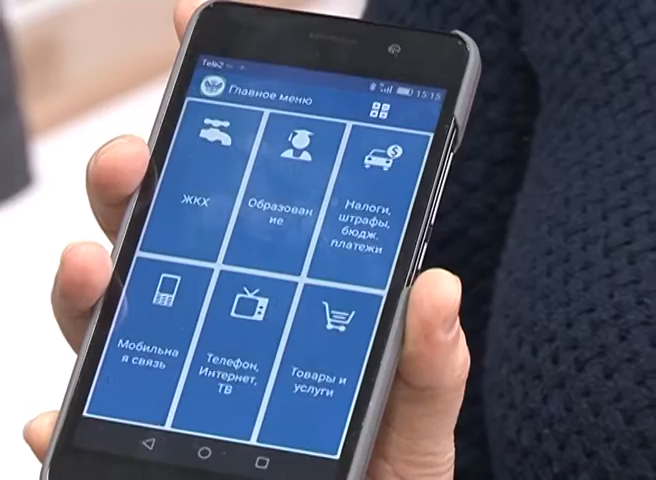 Tele2
15:15
Главное меню
ЖКХ
Образован
ие
Налоги,
штрафы,
бюдж.
платежи
Мобильна
я связь
Телефон,
Интернет,
ТВ
Товары и
услуги